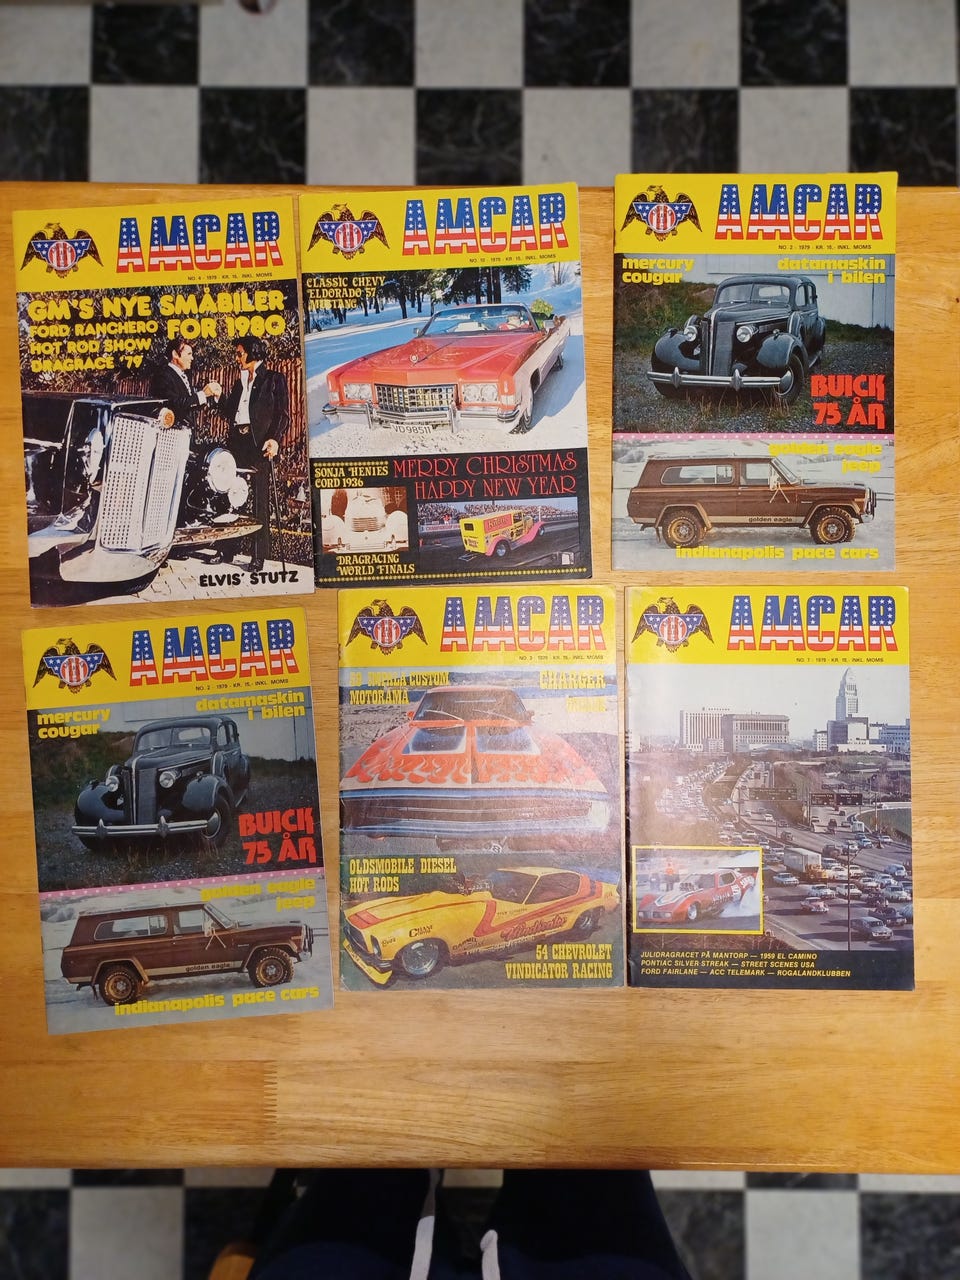 AMCAR
NO. 4 - 1979 - KR. 15,- INKL. MOMS
GM'S NYE SMÅBILER
FOR 1980
FORD RANCHERO
HOT ROD SHOW
DRAGRACE '79
ELVIS' STUTZ
AMCAR
NO. 10 - 1979 - KR. 15,- INKL. MOMS
CLASSIC CHEVY
ELDORADO '57
MUSTANG
VD98511
SONJA HENIES
CORD 1936
MERRY CHRISTMAS
HAPPY NEW YEAR
DRAGRACING
WORLD FINALS
AMCAR
NO. 2 - 1979 - KR. 15,- INKL. MOMS
mercury
cougar
datamaskin
i bilen
BUICK
75 ÅR
golden eagle
jeep
golden eagle
indianapolis pace cars
AMCAR
NO. 2 - 1979 - KR. 15,- INKL. MOMS
mercury
cougar
datamaskin
i bilen
BUICK
75 ÅR
golden eagle
jeep
golden eagle
indianapolis pace cars
AMCAR
NO. 3 - 1979 - KR. 15,- INKL. MOMS
IMPALA CUSTOM
MOTORAMA
CHARGER
OLDSMOBILE DIESEL
HOT RODS
Vindicator
54 CHEVROLET
VINDICATOR RACING
AMCAR
NO. 7 - 1979 - KR. 15,- INKL. MOMS
JULIDRAGRACET PÅ MANTORP — 1959 EL CAMINO
PONTIAC SILVER STREAK — STREET SCENES USA
FORD FAIRLANE — ACC TELEMARK — ROGALANDKLUBBEN